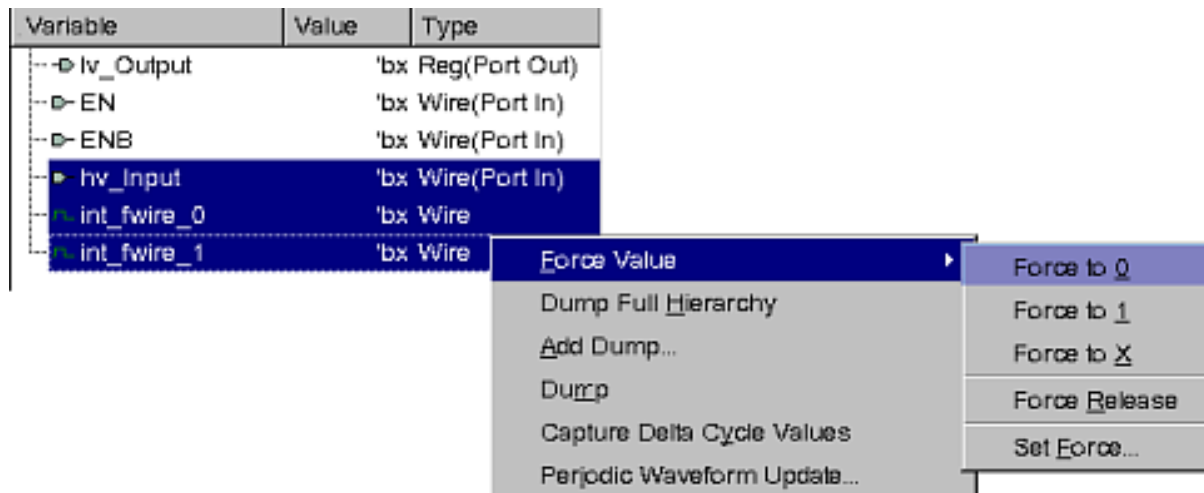 Variable Value Type
lv_Output 'bx Reg(Port Out)
EN 'bx Wire(Port In)
ENB 'bx Wire(Port In)
hv_Input 'bx Wire(Port In)
int_fwire_0 'bx Wire
int_fwire_1 'bx Wire
Force Value
Dump Full Hierarchy
Add Dump...
Dump
Capture Delta Cycle Values
Periodic Waveform Update...
Force to 0
Force to 1
Force to X
Force Release
Set Force...